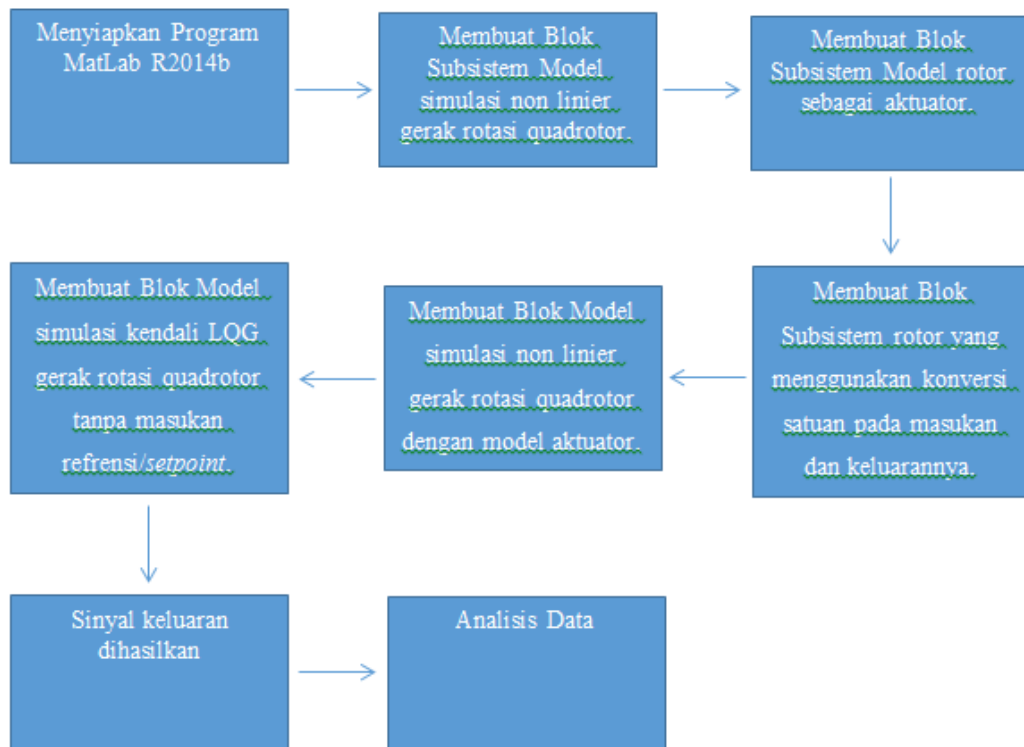 Menyiapkan Program
MatLab R2014b
Membuat Blok
Subsistem Model
simulasi non linier
gerak rotasi quadrotor.
Membuat Blok
Subsistem Model rotor
sebagai aktuator.
Membuat Blok
Subsistem rotor yang
menggunakan konversi
satuan pada masukan
dan keluarannya.
Membuat Blok Model
simulasi non linier
gerak rotasi quadrotor
dengan model aktuator.
Membuat Blok Model
simulasi kendali LQG
gerak rotasi quadrotor
tanpa masukan
refrensi/setpoint.
Sinyal keluaran
dihasilkan
Analisis Data